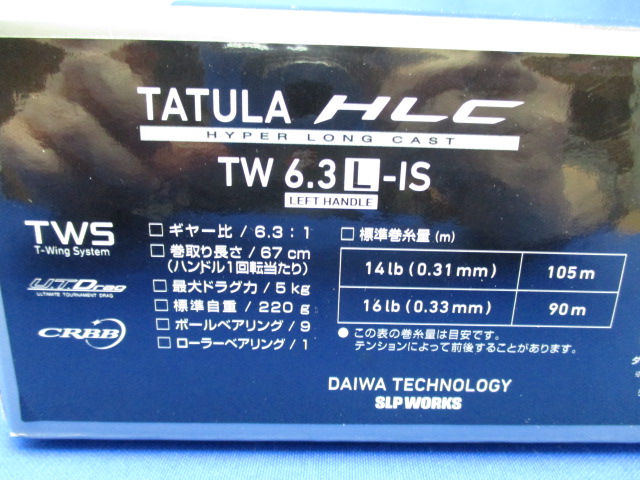 TATULA HLC
HYPER LONG CAST
TW 6.3 L-IS
LEFT HANDLE
TWS
T-Wing System
UTDrag
ULTIMATE TOURNAMENT DRAG
CRBB
□ ギヤー比 / 6.3 : 1
□ 巻取り長さ / 67 cm
(ハンドル1回転当たり)
□ 最大ドラグ力 / 5 kg
□ 標準自重 / 220 g
□ ボールベアリング / 9
□ ローラーベアリング / 1
□ 標準巻糸量 (m)
14 lb (0.31 mm) 105 m
16 lb (0.33 mm) 90 m
● この表の巻糸量は目安です。
テンションによって前後することがあります。
DAIWA TECHNOLOGY
SLP WORKS